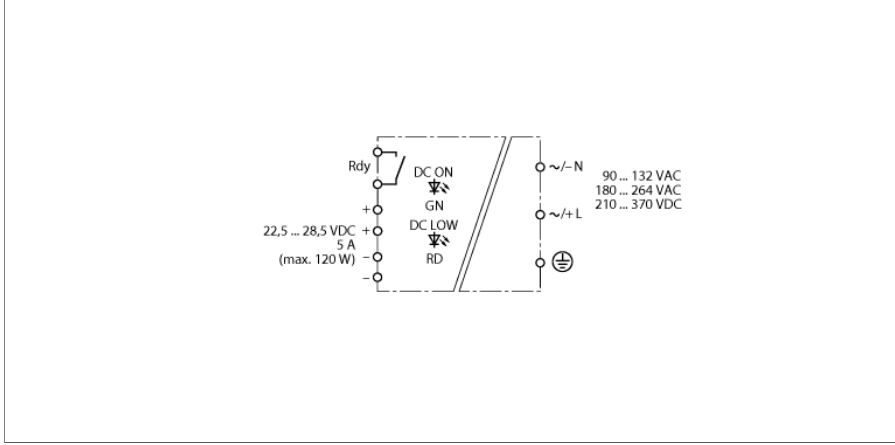 Rdy
DC ON
GN
DC LOW
RD
+
22,5 ... 28,5 VDC +
5 A
(max. 120 W) –
–
~/– N
~/+ L
90 ... 132 VAC
180 ... 264 VAC
210 ... 370 VDC